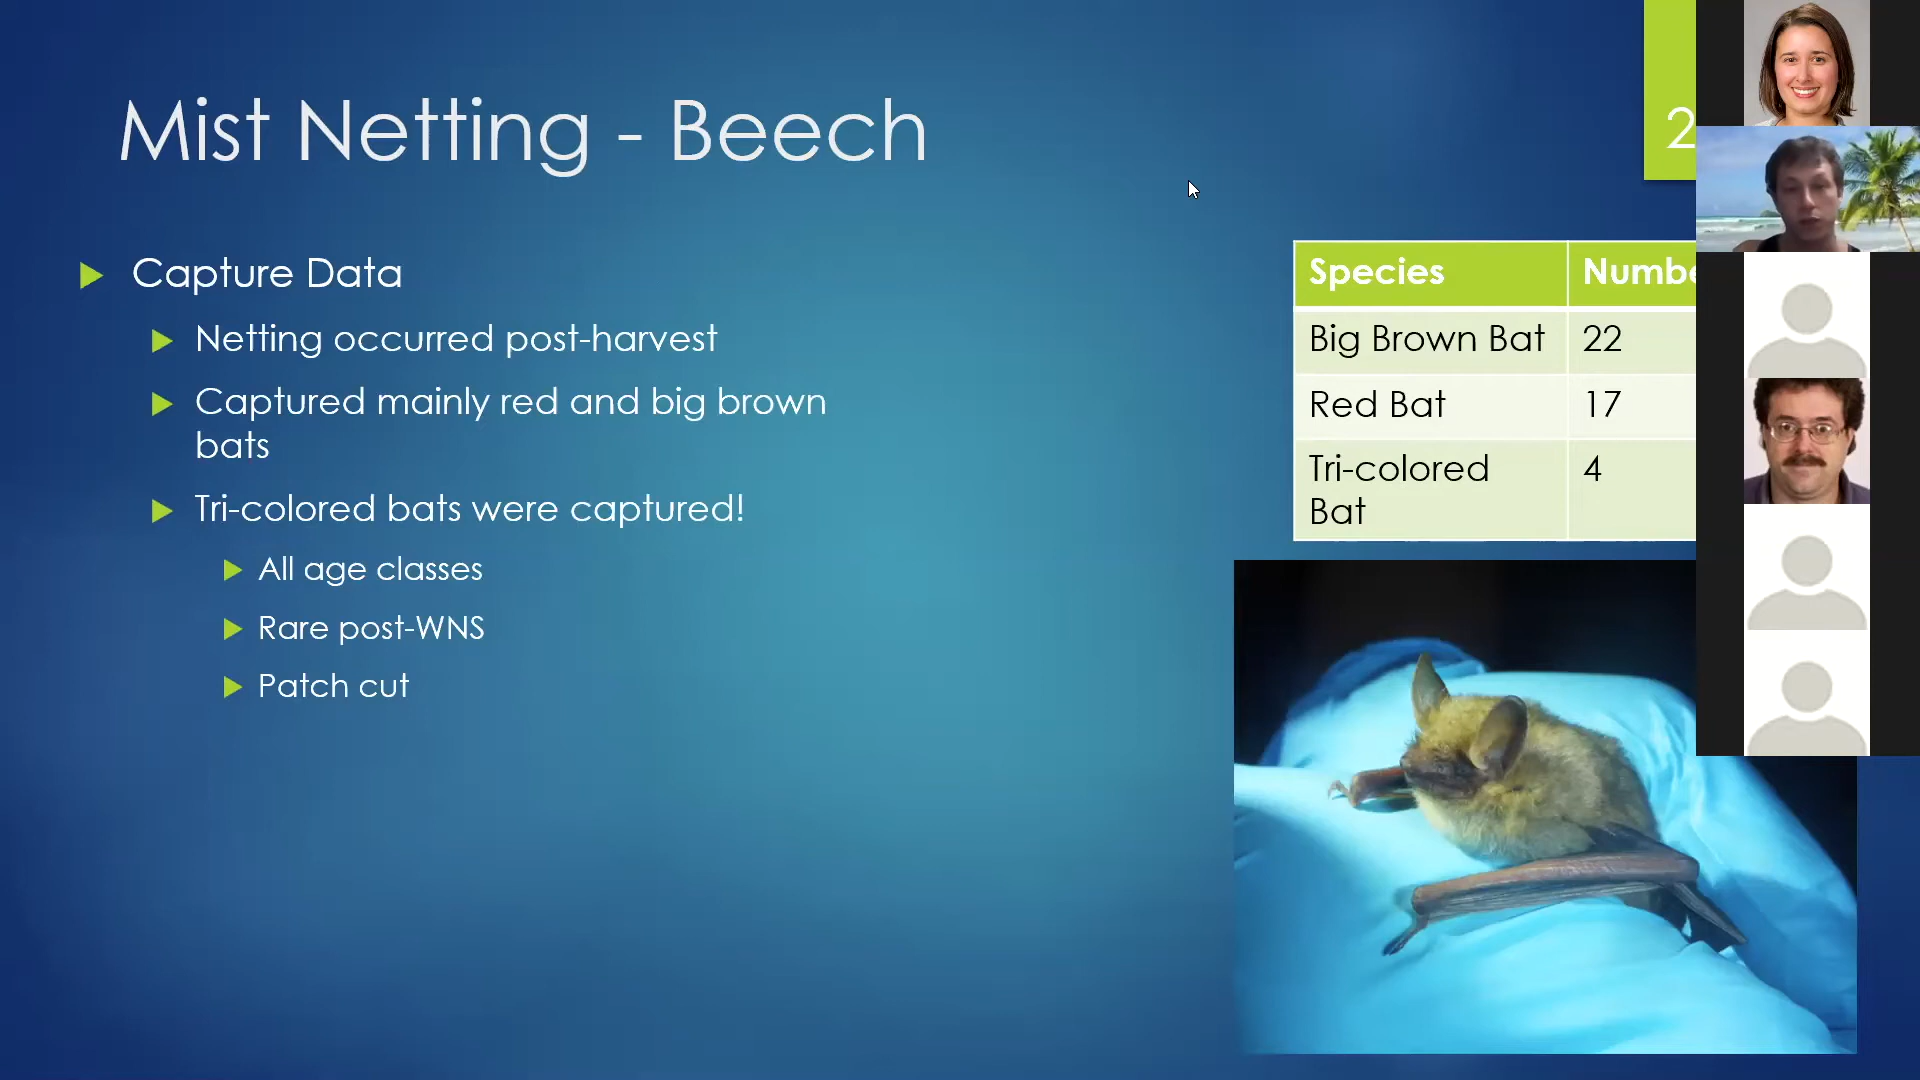 Mist Netting - Beech
2
Capture Data
Netting occurred post-harvest
Captured mainly red and big brown
bats
Tri-colored bats were captured!
All age classes
Rare post-WNS
Patch cut
Species
Big Brown Bat 22
Red Bat 17
Tri-colored 4
Bat